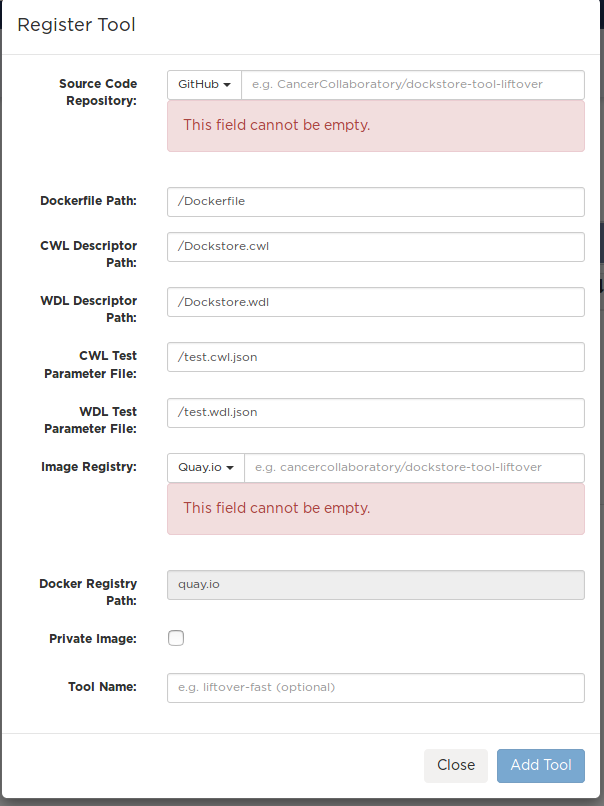 Register Tool
Source Code
Repository:
GitHub
e.g. CancerCollaboratory/dockstore-tool-liftover
This field cannot be empty.
Dockerfile Path:
/Dockerfile
CWL Descriptor
Path:
/Dockstore.cwl
WDL Descriptor
Path:
/Dockstore.wdl
CWL Test
Parameter File:
/test.cwl.json
WDL Test
Parameter File:
/test.wdl.json
Image Registry:
Quay.io
e.g. cancercollaboratory/dockstore-tool-liftover
This field cannot be empty.
Docker Registry
Path:
quay.io
Private Image:
Tool Name:
e.g. liftover-fast (optional)
Close
Add Tool